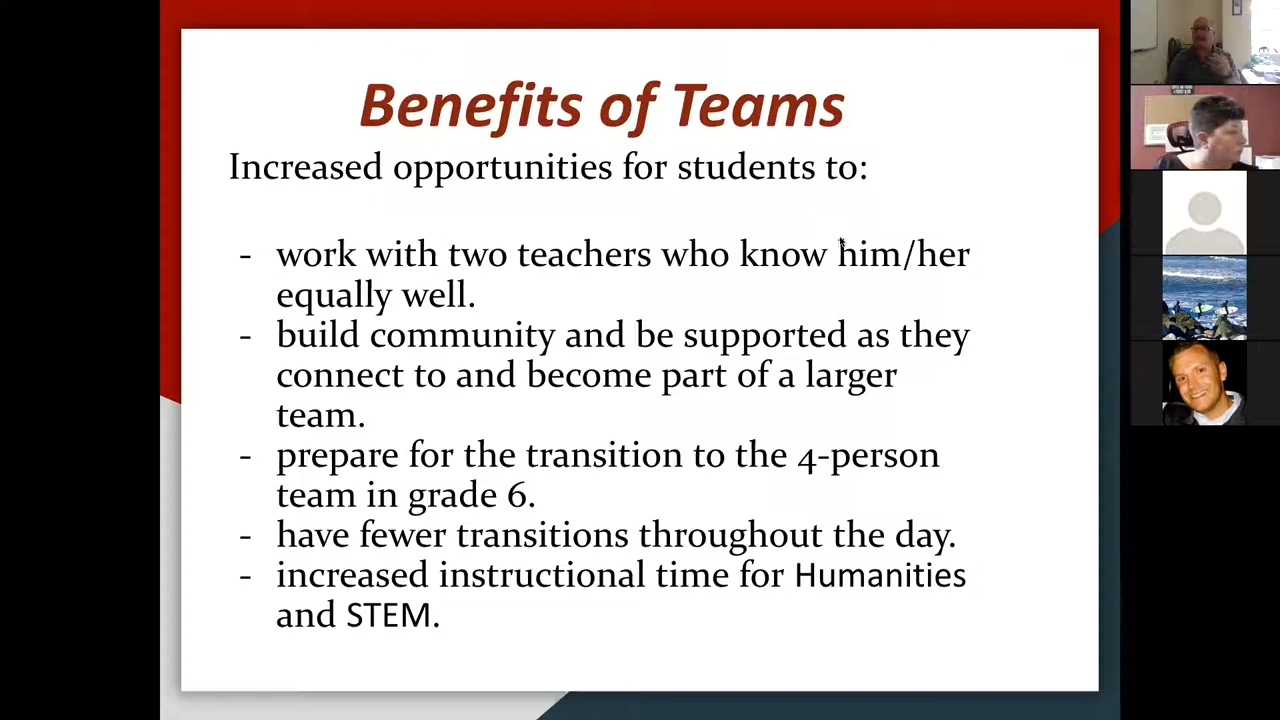 Benefits of Teams
Increased opportunities for students to:
- work with two teachers who know him/her
equally well.
- build community and be supported as they
connect to and become part of a larger
team.
- prepare for the transition to the 4-person
team in grade 6.
- have fewer transitions throughout the day.
- increased instructional time for Humanities
and STEM.